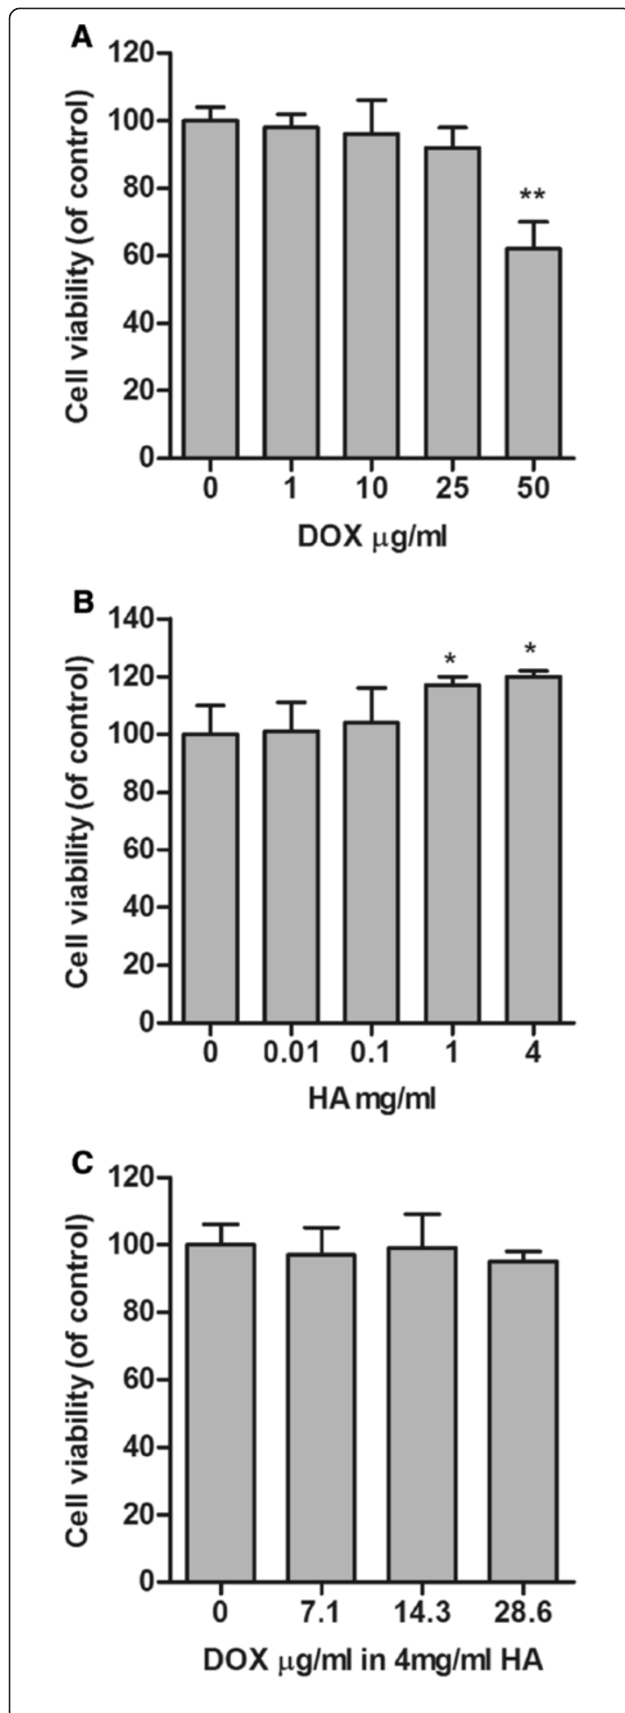 A
120
100
80
60
40
20
0
Cell viability (of control)
**
0 1 10 25 50
DOX μg/ml
B
140
120
100
80
60
40
20
0
Cell viability (of control)
* *
0 0.01 0.1 1 4
HA mg/ml
C
120
100
80
60
40
20
0
Cell viability (of control)
0 7.1 14.3 28.6
DOX μg/ml in 4mg/ml HA